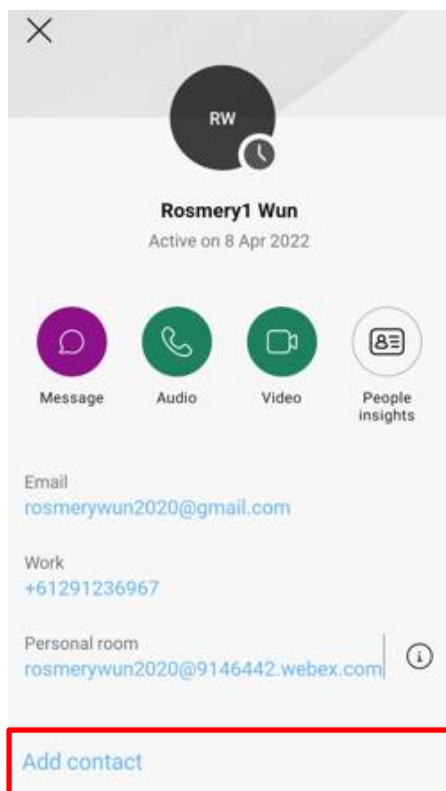 RW
Rosmery1 Wun
Active on 8 Apr 2022
Message
Audio
Video
People
insights
Email
rosmerywun2020@gmail.com
Work
+61291236967
Personal room
rosmerywun2020@9146442.webex.com
Add contact